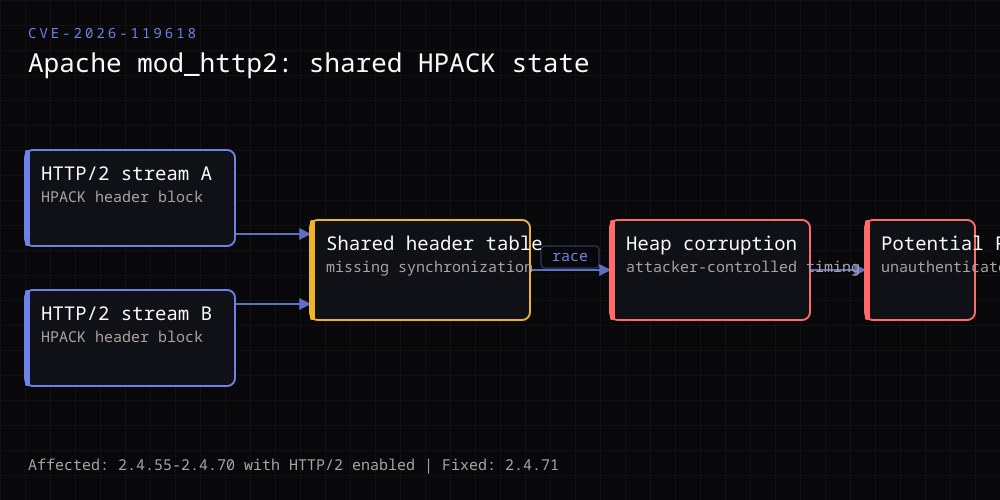 CVE-2026-119618
Apache mod_http2: shared HPACK state
HTTP/2 stream A
HPACK header block
Shared header table
missing synchronization
race
Heap corruption
attacker-controlled timing
Potential
HTTP/2 stream B
HPACK header block
Affected: 2.4.55-2.4.70 with HTTP/2 enabled | Fixed: 2.4.71